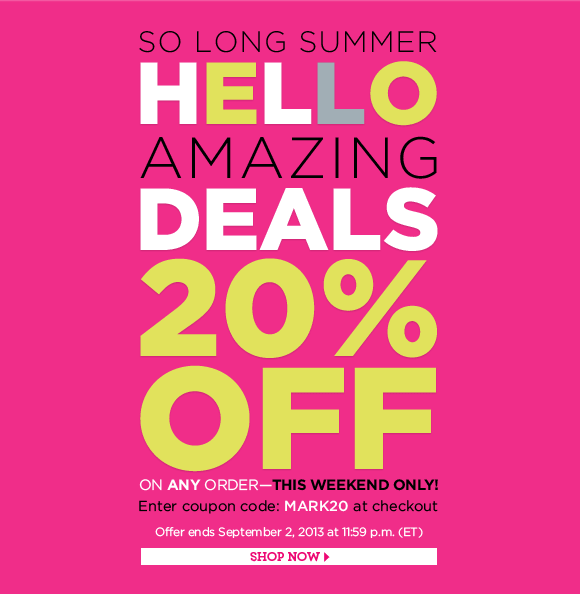 SO LONG SUMMER
HELLO
AMAZING
DEALS
20%
OFF
ON ANY ORDER—THIS WEEKEND ONLY!
Enter coupon code: MARK20 at checkout
Offer ends September 2, 2013 at 11:59 p.m. (ET)
SHOP NOW